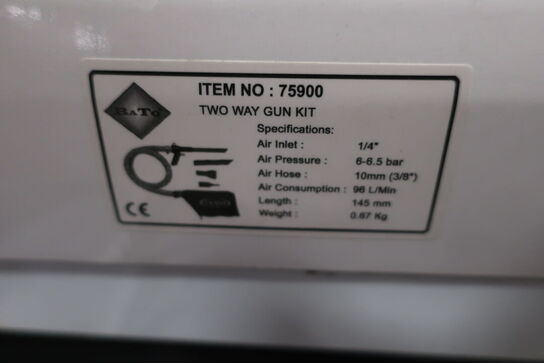 BATO
ITEM NO : 75900
TWO WAY GUN KIT
Specifications:
Air Inlet : 1/4"
Air Pressure : 6-6.5 bar
Air Hose : 10mm (3/8")
Air Consumption : 96 L/Min
Length : 145 mm
Weight : 0.67 Kg
CE